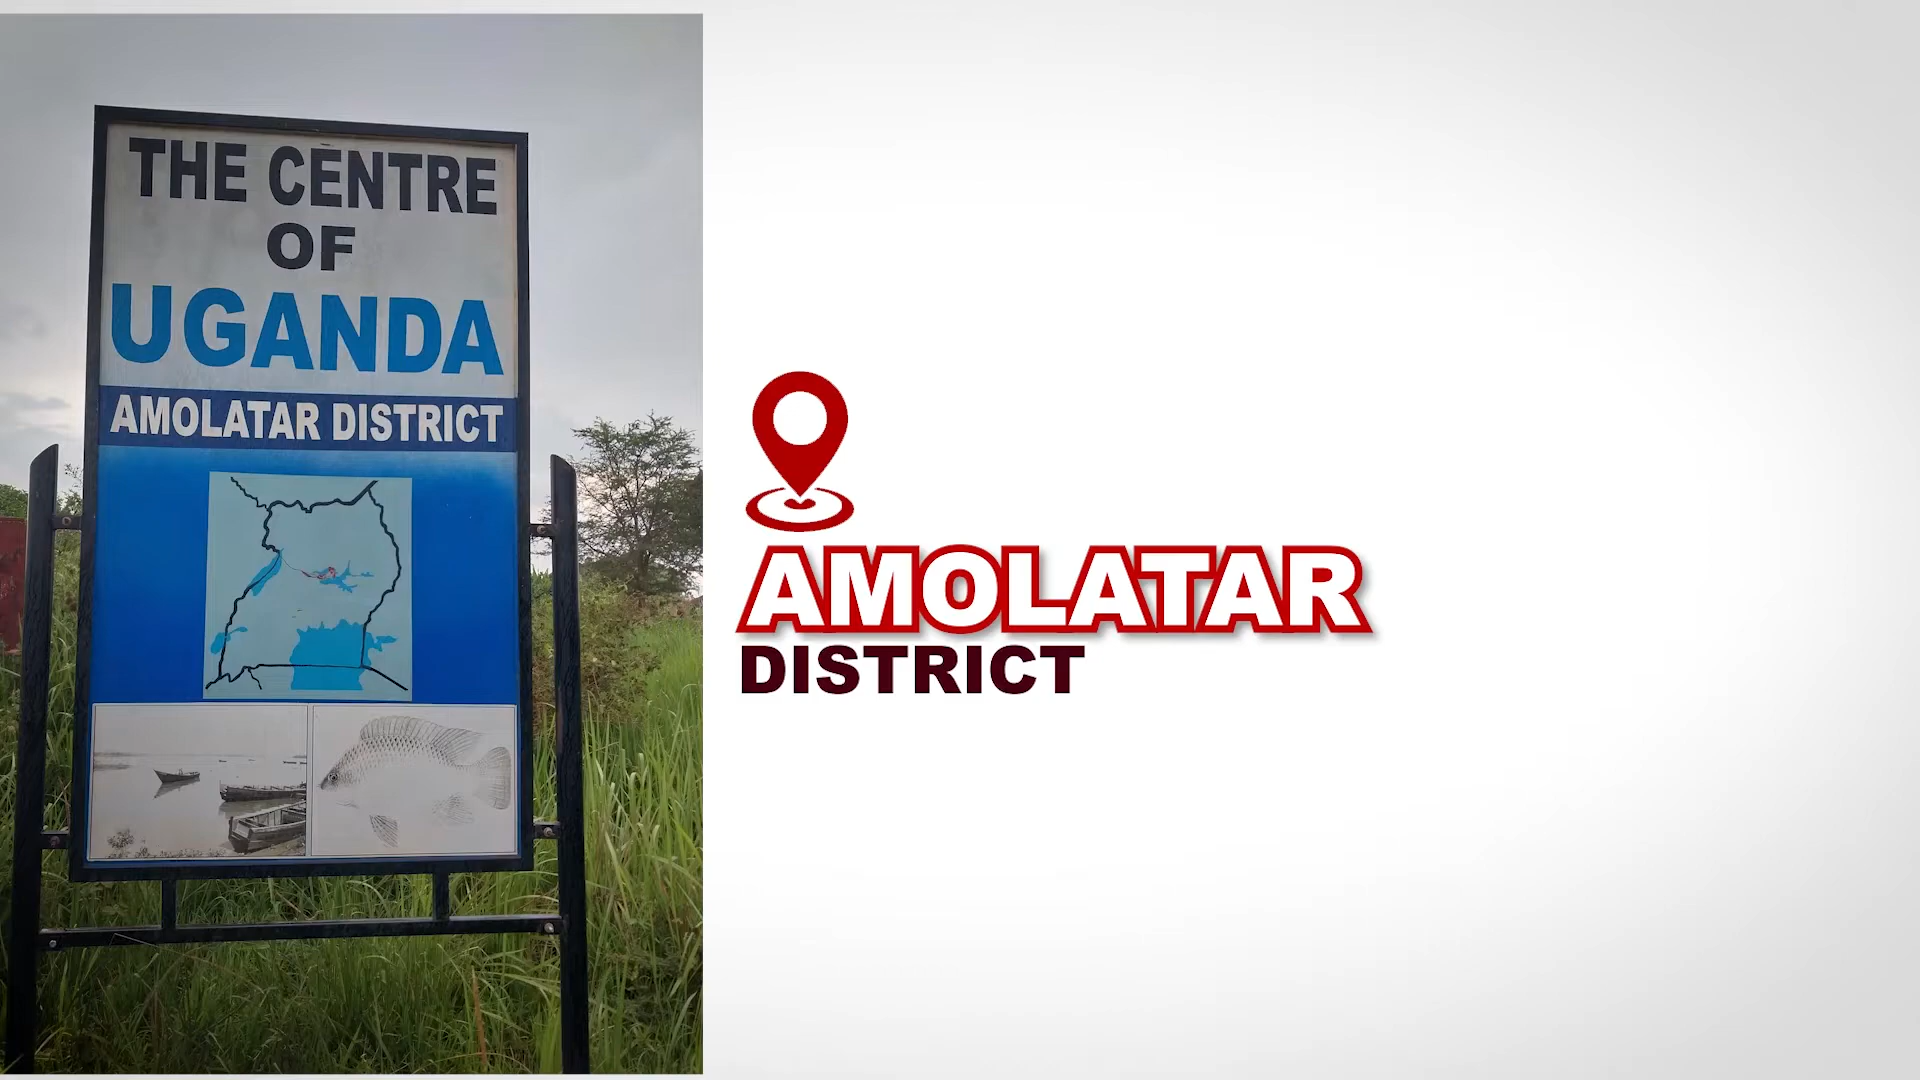 THE CENTRE
OF
UGANDA
AMOLATAR DISTRICT
AMOLATAR
DISTRICT